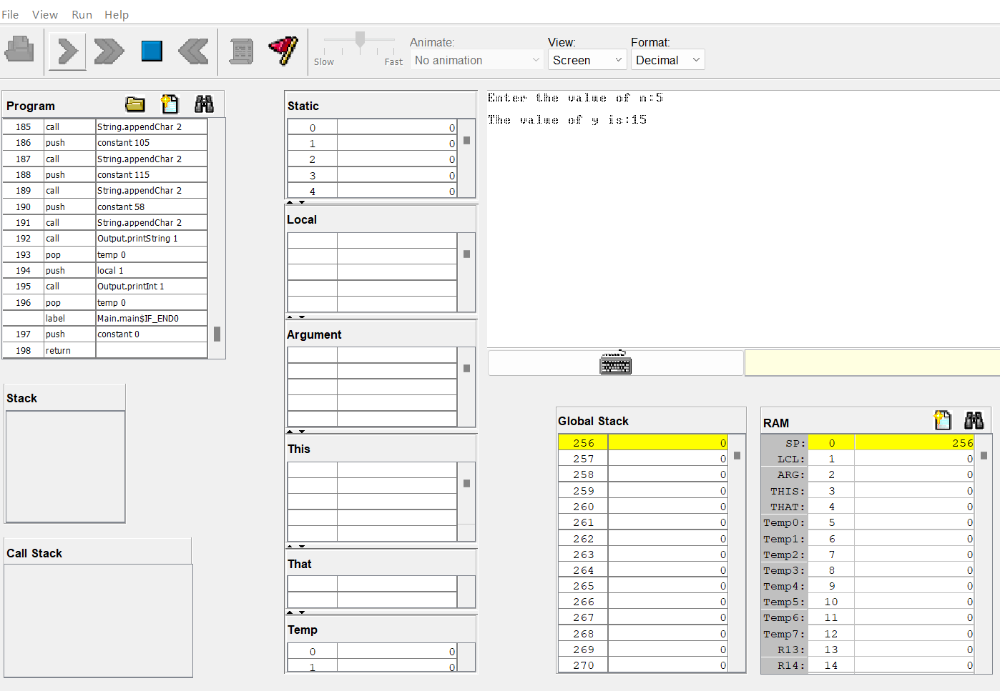 File View Run Help
Animate: View: Format:
Slow Fast No animation Screen Decimal
Program
185 call String.appendChar 2
186 push constant 105
187 call String.appendChar 2
188 push constant 115
189 call String.appendChar 2
190 push constant 58
191 call String.appendChar 2
192 call Output.printString 1
193 pop temp 0
194 push local 1
195 call Output.printInt 1
196 pop temp 0
label Main.main$IF_END0
197 push constant 0
198 return
Stack
Call Stack
Static
0 0
1 0
2 0
3 0
4 0
Local
Argument
This
That
Temp
0 0
1 0
Enter the value of n:5
The value of y is:15
Global Stack
256 0
257 0
258 0
259 0
260 0
261 0
262 0
263 0
264 0
265 0
266 0
267 0
268 0
269 0
270 0
RAM
SP: 0 256
LCL: 1 0
ARG: 2 0
THIS: 3 0
THAT: 4 0
Temp0: 5 0
Temp1: 6 0
Temp2: 7 0
Temp3: 8 0
Temp4: 9 0
Temp5: 10 0
Temp6: 11 0
Temp7: 12 0
R13: 13 0
R14: 14 0